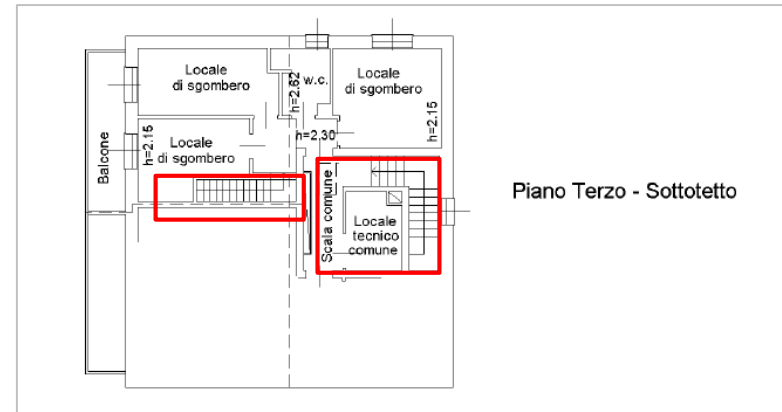 Locale
di sgombero
h=2.62
w.c.
Locale
di sgombero
h=2.15
Balcone
h=2.15
Locale
di sgombero
h=2.30
Scala comune
Locale
tecnico
comune
Piano Terzo - Sottotetto